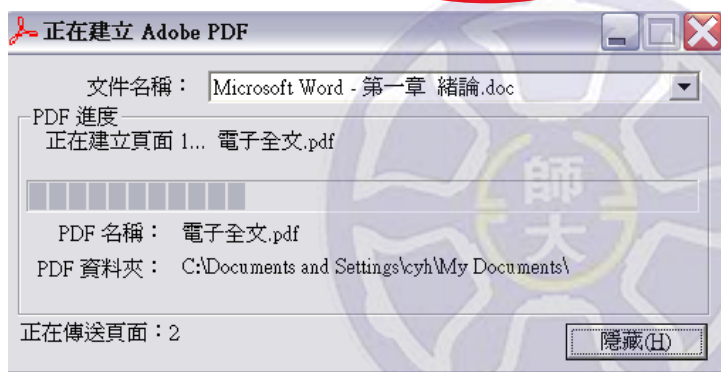 正在建立 Adobe PDF
文件名稱： Microsoft Word - 第一章 緒論.doc
PDF 進度
正在建立頁面 1... 電子全文.pdf
師
大
PDF 名稱： 電子全文.pdf
PDF 資料夾： C:\Documents and Settings\cyh\My Documents\
正在傳送頁面：2
隱藏(H)